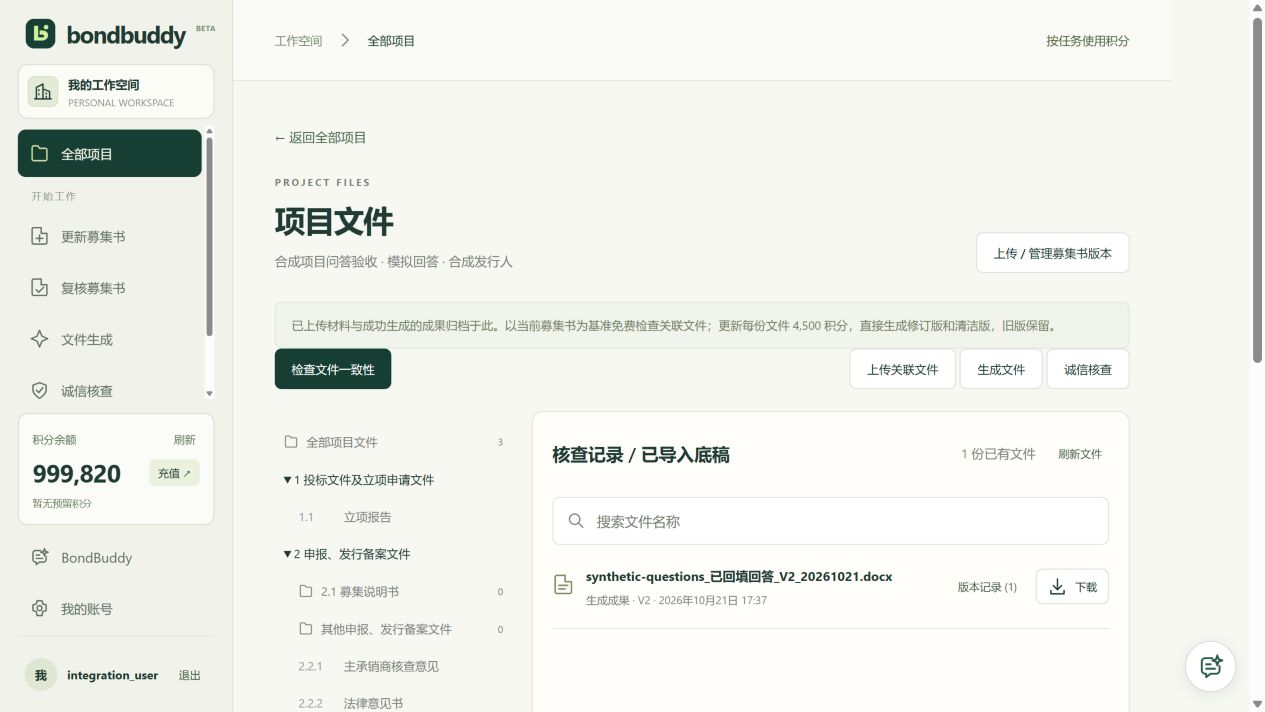 bondbuddy BETA
我的工作空间
PERSONAL WORKSPACE
全部项目
开始工作
更新募集书
复核募集书
文件生成
诚信核查
积分余额 刷新
999,820 充值 ↗
暂无预留积分
BondBuddy
我的账号
我 integration_user 退出
工作空间 全部项目 按任务使用积分
← 返回全部项目
PROJECT FILES
项目文件
合成项目问答验收 · 模拟回答 · 合成发行人
上传 / 管理募集书版本
已上传材料与成功生成的成果归档于此。以当前募集书为基准免费检查关联文件；更新每份文件 4,500 积分，直接生成修订版和清洁版，旧版保留。
检查文件一致性 上传关联文件 生成文件 诚信核查
全部项目文件 3
▼1 投标文件及立项申请文件
1.1 立项报告
▼2 申报、发行备案文件
2.1 募集说明书 0
其他申报、发行备案文件 0
2.2.1 主承销商核查意见
2.2.2 法律意见书
核查记录 / 已导入底稿 1 份已有文件 刷新文件
搜索文件名称
synthetic-questions_已回填回答_V2_20261021.docx
生成成果 · V2 · 2026年10月21日 17:37
版本记录 (1) 下载